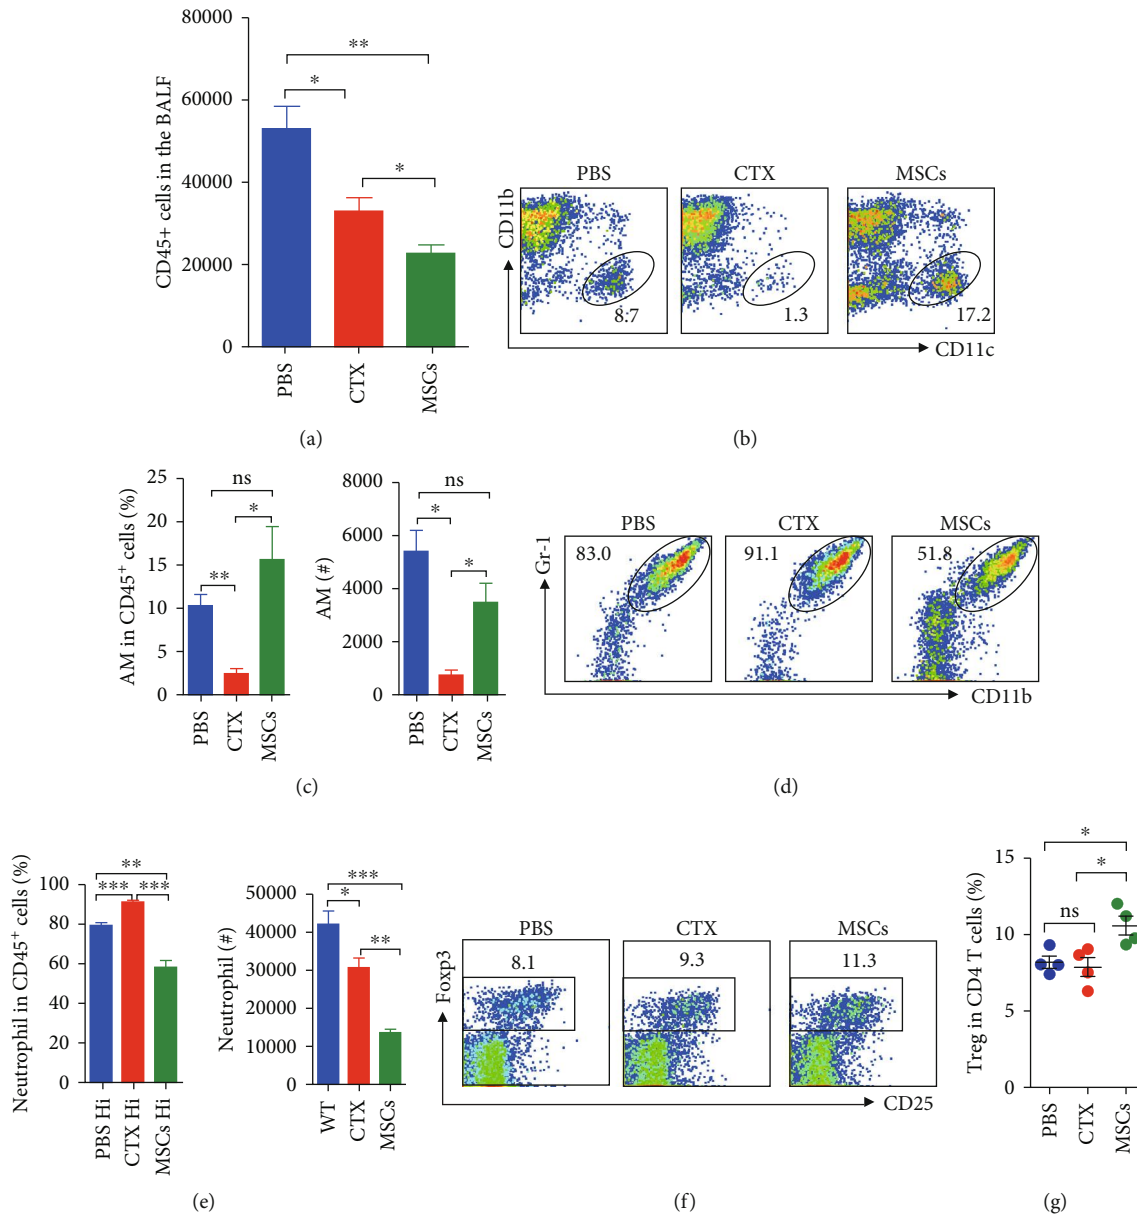 CD45+ cells in the BALF
80000
60000
40000
20000
0
**
*
*
PBS
CTX
MSCs
(a)
PBS
CTX
MSCs
CD11b
8.7
1.3
17.2
CD11c
(b)
AM in CD45+ cells (%)
25
20
15
10
5
0
ns
*
**
PBS
CTX
MSCs
AM (#)
8000
6000
4000
2000
0
ns
*
*
PBS
CTX
MSCs
(c)
PBS
CTX
MSCs
Gr-1
83.0
91.1
51.8
CD11b
(d)
Neutrophil in CD45+ cells (%)
100
80
60
40
20
0
**
***
***
PBS Hi
CTX Hi
MSCs Hi
Neutrophil (#)
50000
40000
30000
20000
10000
0
***
*
**
WT
CTX
MSCs
(e)
PBS
CTX
MSCs
Foxp3
8.1
9.3
11.3
CD25
(f)
Treg in CD4 T cells (%)
15
10
5
0
*
*
ns
PBS
CTX
MSCs
(g)